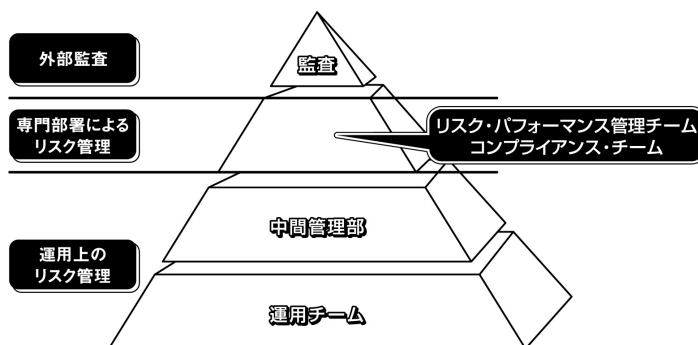 外部監査
監査
専門部署による
リスク管理
リスク・パフォーマンス管理チーム
コンプライアンス・チーム
中間管理部
運用上の
リスク管理
運用チーム